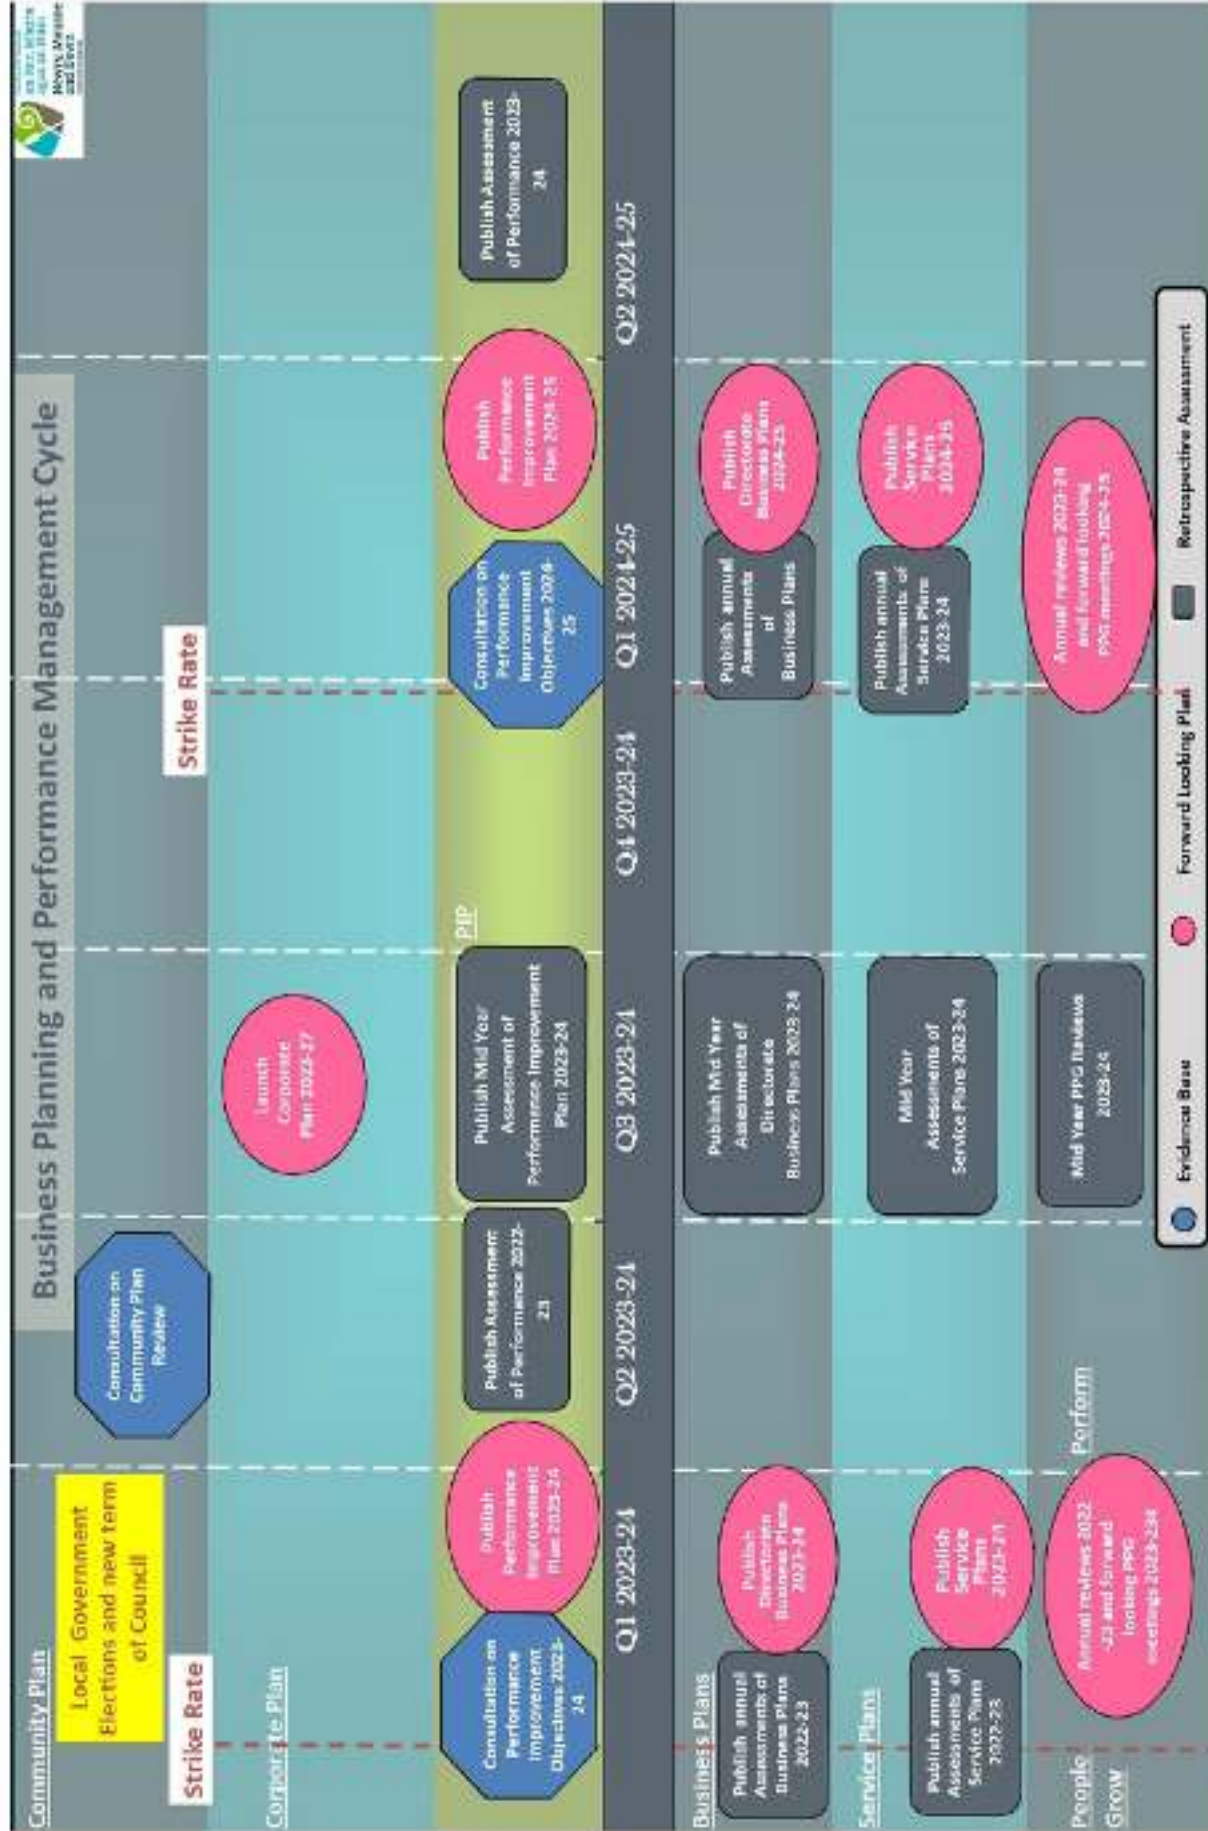 Business Planning and Performance Management Cycle
Newry, Mourne
and Down
Community Plan
Local Government
Elections and new term
of Council
Consultation on
Community Plan
Review
Strike Rate
Strike Rate
Corporate Plan
Launch
Corporate
PIP
Consultation on
Performance
Improvement
Objectives 2023-
24
Publish
Performance
Improvement
Plan 2023-24
Publish Assessment
of Performance 2022-
23
Publish Mid Year
Assessment of
Performance Improvement
Plan 2023-24
Consultation on
Performance
Improvement
Objectives 2024-
25
Publish
Performance
Improvement
Plan 2024-25
Publish Assessment
of Performance 2023-
24
Q1 2023-24
Q2 2023-24
Q3 2023-24
Q4 2023-24
Q1 2024-25
Q2 2024-25
Business Plans
Publish annual
Assessments of
Business Plans
2022-23
Publish
Directorate
Business Plans
2023-24
Publish Mid Year
Assessments of
Directorate
Business Plans 2023-24
Publish annual
Assessments
of
Business Plans
Publish
Directorate
Business Plans
2024-25
Service Plans
Publish annual
Assessments of
Service Plans
2022-23
Publish
Service
Plans
2023-24
Mid Year
Assessments of
Service Plans 2023-24
Publish annual
Assessments of
Service Plans
2023-24
Publish
Service
Plans
People
Perform
Grow
Annual reviews 2022
-23 and forward
looking PPG
meetings 2023-234
Mid Year PPG Reviews
2023-24
Annual reviews 2023-24
and forward looking
PPG meetings 2024-25
Evidence Base
Forward Looking Plan
Retrospective Assessment